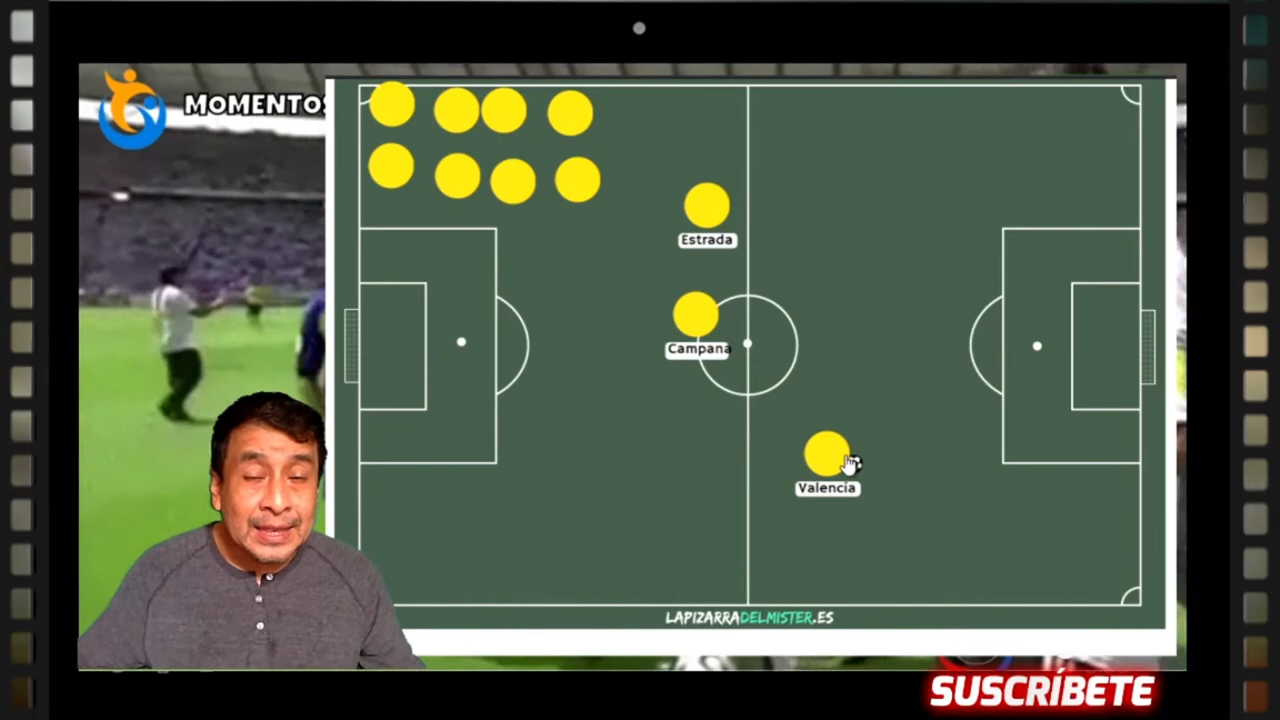 MOMENTOS
Estrada
Campana
Valencia
LAPIZARRADELMISTER.ES
SUSCRÍBETE